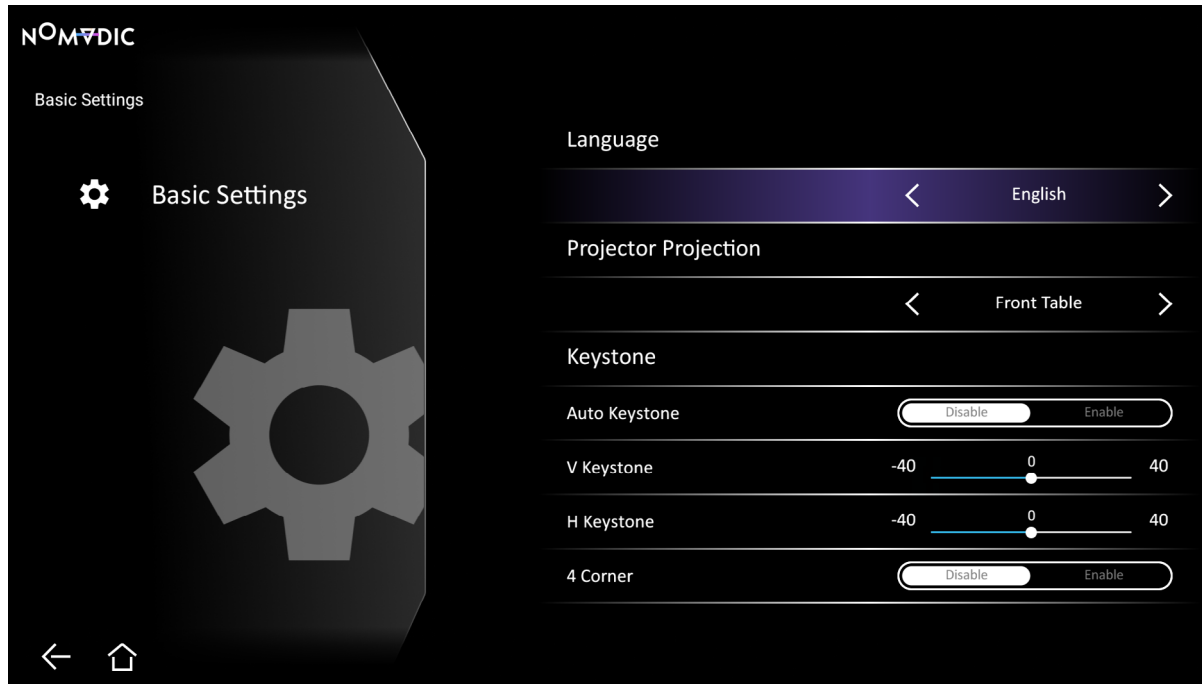 NOMADIC
Basic Settings
Basic Settings
Language
English
Projector Projection
Front Table
Keystone
Auto Keystone Disable Enable
V Keystone -40 0 40
H Keystone -40 0 40
4 Corner Disable Enable